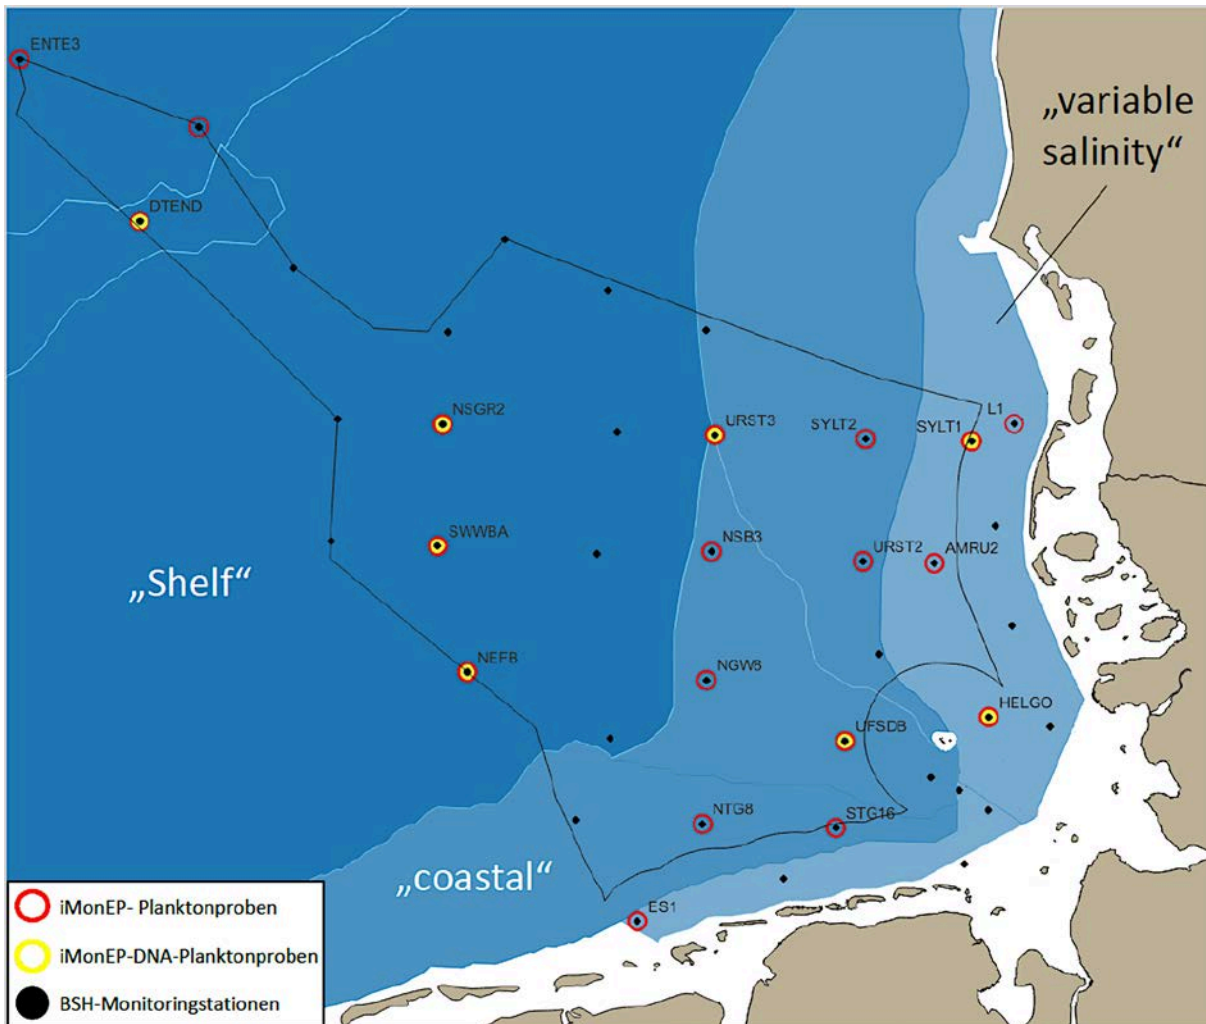 ENTE3
„variable
salinity“
DTEND
NSGR2
URST3
SYLT2
SYLT1
L1
SWWBA
NSB3
URST2
AMRU2
„Shelf“
NEFB
NGW8
HELGO
UFSDB
NTG8
STG16
„coastal“
ES1
iMonEP- Planktonproben
iMonEP-DNA-Planktonproben
BSH-Monitoringstationen